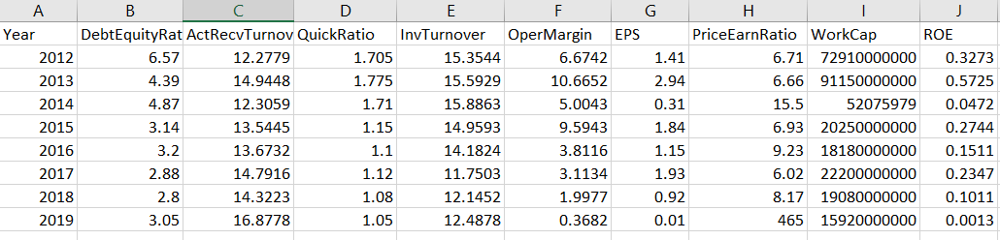 A B C D E F G H I J
Year DebtEquityRat ActRecvTurnov QuickRatio InvTurnover OperMargin EPS PriceEarnRatio WorkCap ROE
2012 6.57 12.2779 1.705 15.3544 6.6742 1.41 6.71 72910000000 0.3273
2013 4.39 14.9448 1.775 15.5929 10.6652 2.94 6.66 91150000000 0.5725
2014 4.87 12.3059 1.71 15.8863 5.0043 0.31 15.5 52075979 0.0472
2015 3.14 13.5445 1.15 14.9593 9.5943 1.84 6.93 20250000000 0.2744
2016 3.2 13.6732 1.1 14.1824 3.8116 1.15 9.23 18180000000 0.1511
2017 2.88 14.7916 1.12 11.7503 3.1134 1.93 6.02 22200000000 0.2347
2018 2.8 14.3223 1.08 12.1452 1.9977 0.92 8.17 19080000000 0.1011
2019 3.05 16.8778 1.05 12.4878 0.3682 0.01 465 15920000000 0.0013